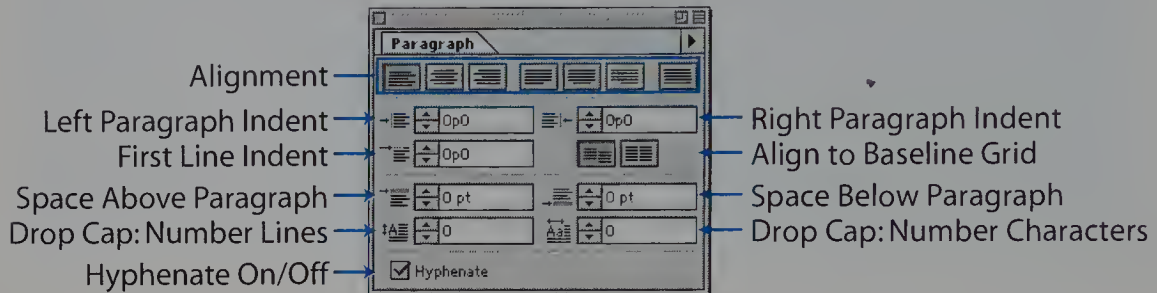 Paragraph
Alignment
Left Paragraph Indent 0p0 0p0 Right Paragraph Indent
First Line Indent 0p0 Align to Baseline Grid
Space Above Paragraph 0 pt 0 pt Space Below Paragraph
Drop Cap: Number Lines 0 0 Drop Cap: Number Characters
Hyphenate On/Off Hyphenate